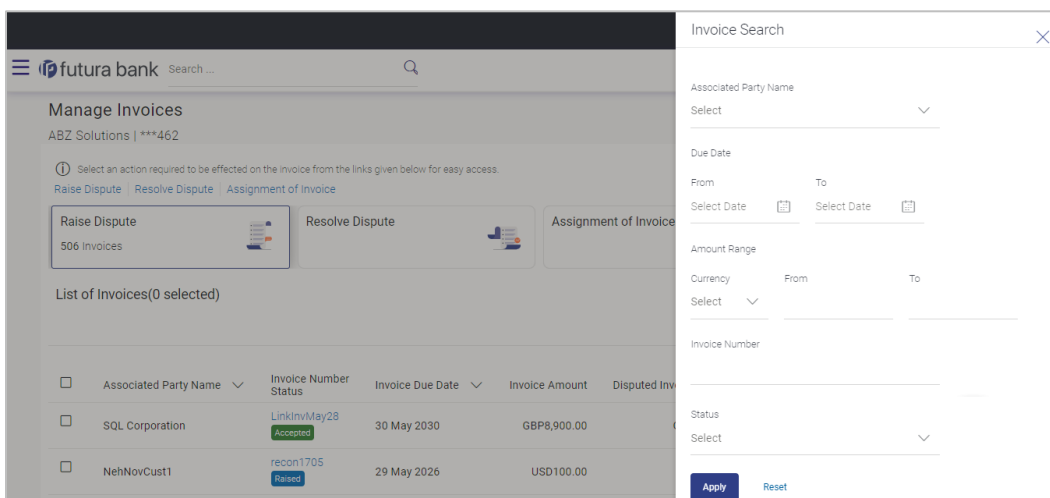 Invoice Search
futura bank Search ...
Manage Invoices
ABZ Solutions | ***462
Select an action required to be effected on the invoice from the links given below for easy access.
Raise Dispute | Resolve Dispute | Assignment of Invoice
Raise Dispute
506 Invoices
Resolve Dispute
Assignment of Invoice
List of Invoices(0 selected)
Associated Party Name Invoice Number Status Invoice Due Date Invoice Amount Disputed Inv
SQL Corporation LinkInvMay28 Accepted 30 May 2030 GBP8,900.00
NehNovCust1 recon1705 Raised 29 May 2026 USD100.00
Associated Party Name
Select
Due Date
From To
Select Date Select Date
Amount Range
Currency From To
Select
Invoice Number
Status
Select
Apply Reset